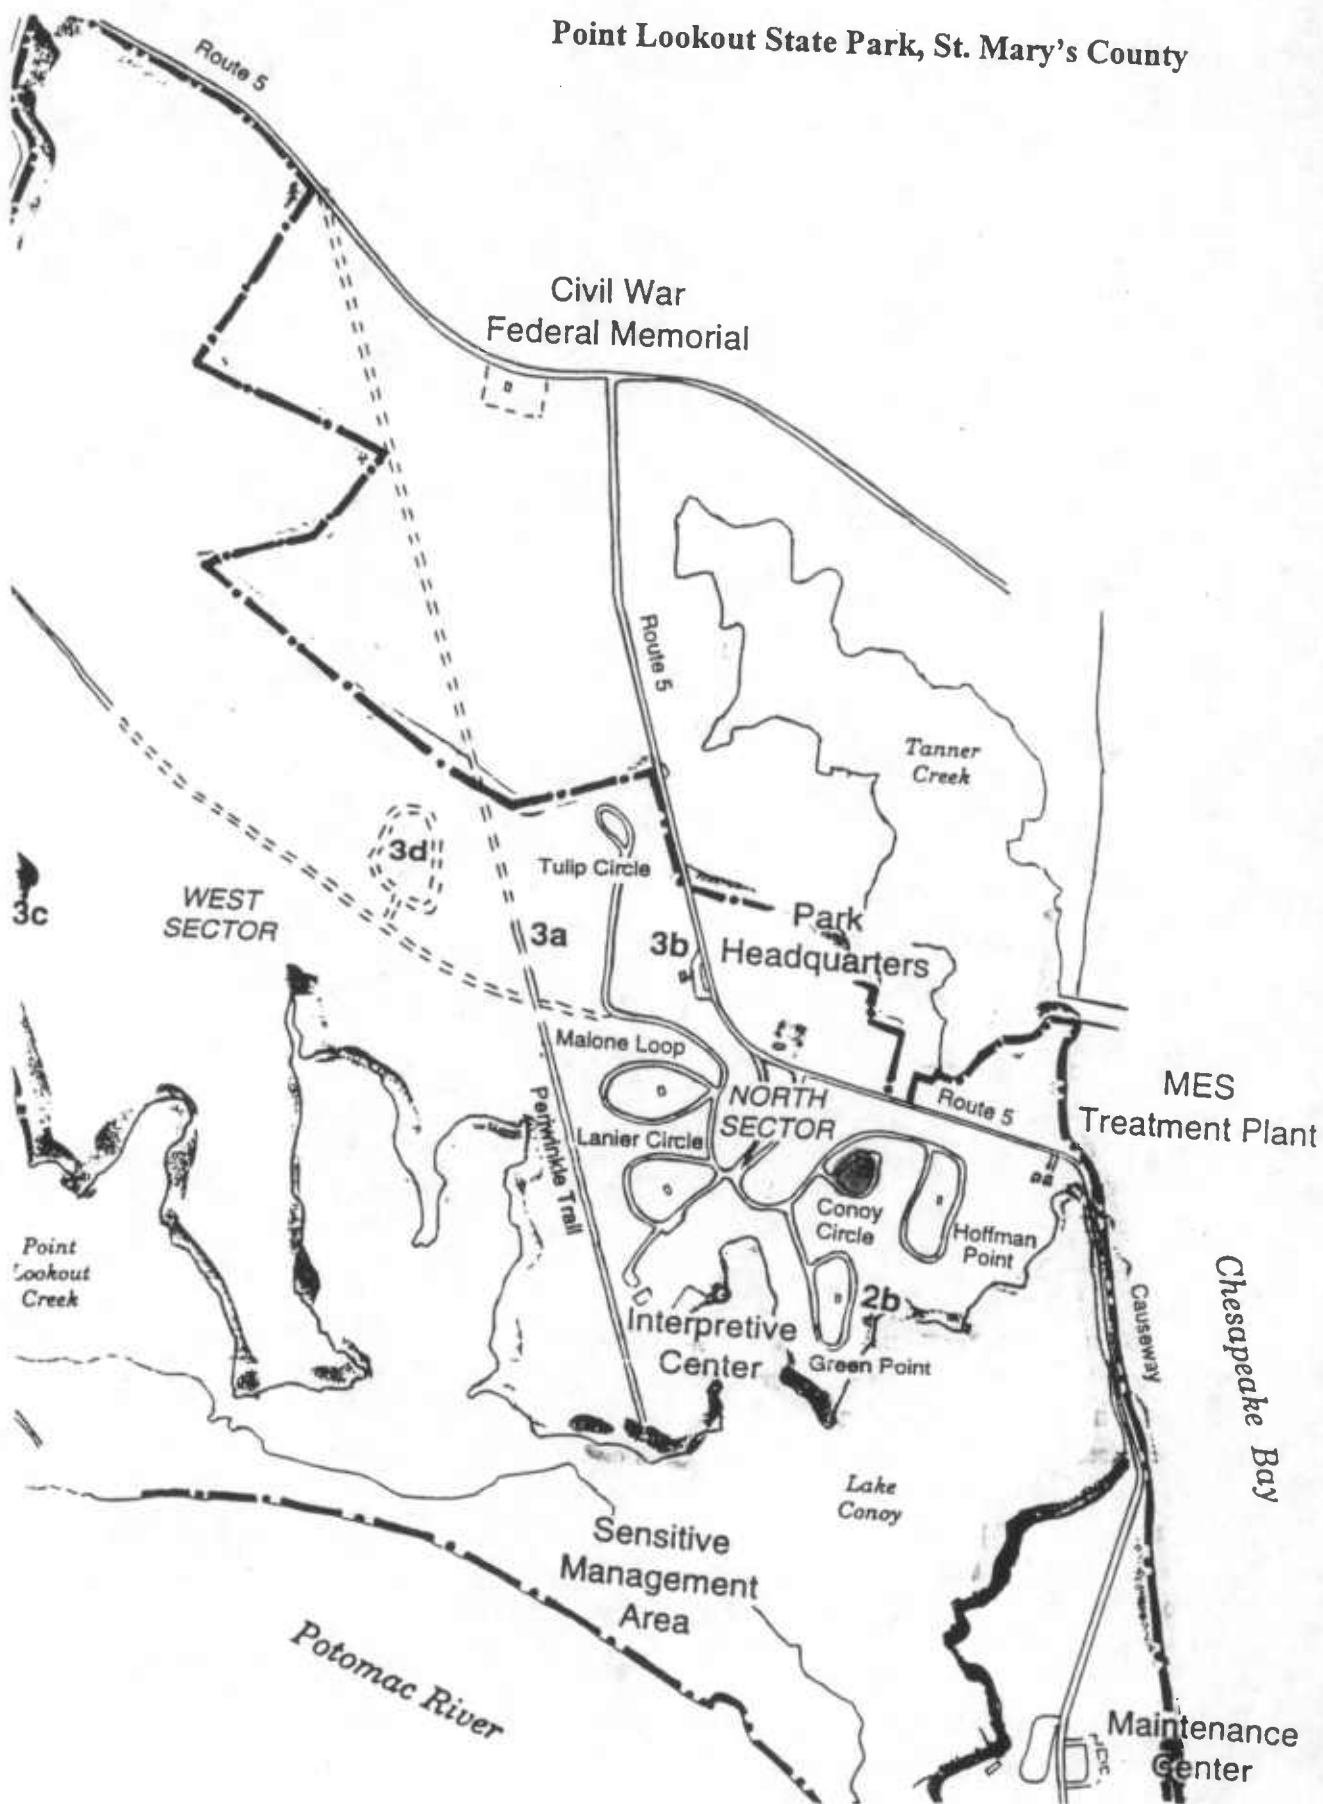 Point Lookout State Park, St. Mary's County
Route 5
Civil War
Federal Memorial
Route 5
Tanner
Creek
3d
Tulip Circle
3c
WEST
SECTOR
3a
3b
Park
Headquarters
Malone Loop
NORTH
SECTOR
Route 5
MES
Treatment Plant
Lanier Circle
Periwinkle Trail
Conoy
Circle
Hoffman
Point
Point
Lookout
Creek
2b
Interpretive
Center
Green Point
Causeway
Chesapeake Bay
Lake
Conoy
Sensitive
Management
Area
Potomac River
Maintenance
Center